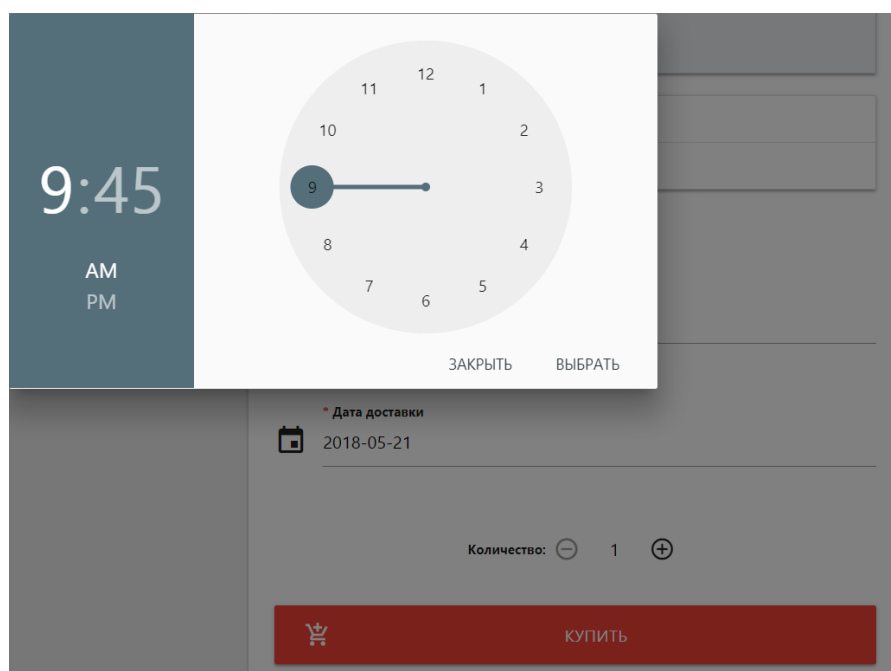 9:45
AM
PM
12
1
2
3
4
5
6
7
8
9
10
11
ЗАКРЫТЬ ВЫБРАТЬ
* Дата доставки
2018-05-21
Количество: 1
КУПИТЬ